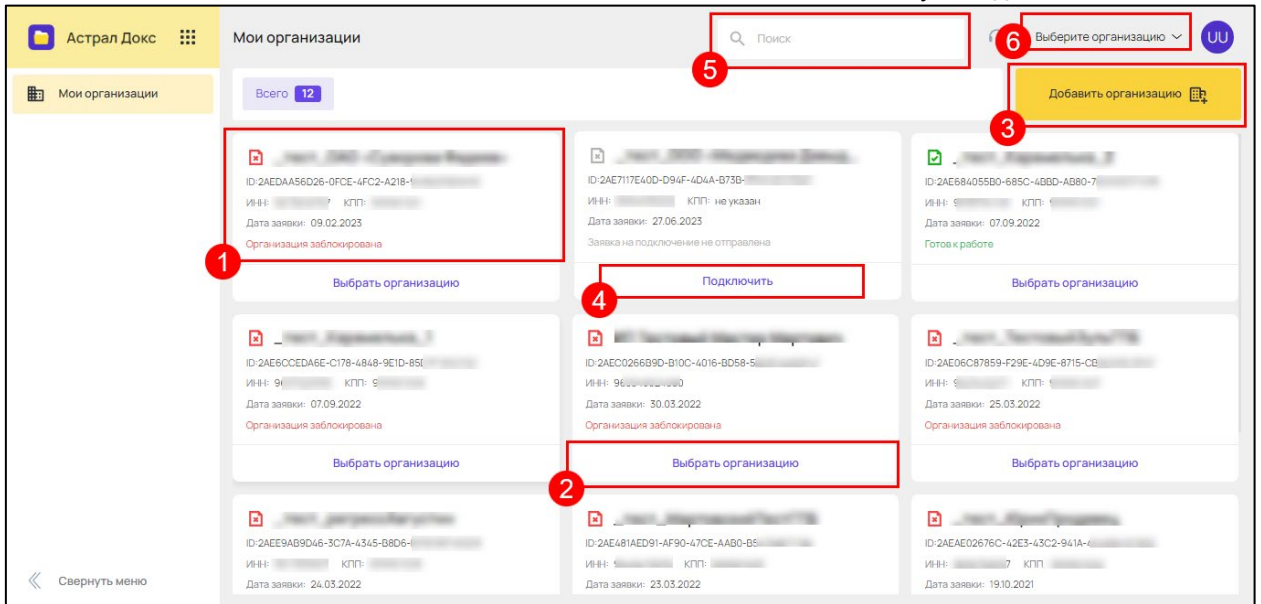 Астрал Докс
Мои организации
Поиск
6
Выберите организацию
UU
5
Мои организации
Всего 12
Добавить организацию
3
ID:2AEDAA56D26-0FCE-4FC2-A218-
ИНН: КПП:
Дата заявки: 09.02.2023
Организация заблокирована
1
Выбрать организацию
ID:2AE7117E40D-D94F-4D4A-B73B-
ИНН: КПП: не указан
Дата заявки: 27.06.2023
Заявка на подключение не отправлена
4
Подключить
ID:2AE684055B0-685C-4BBD-AB80-7
ИНН: 9 КПП:
Дата заявки: 07.09.2022
Готов к работе
Выбрать организацию
ID:2AE6CCEDA6E-C178-4848-9E1D-85
ИНН: 9 КПП: 9
Дата заявки: 07.09.2022
Организация заблокирована
Выбрать организацию
ID:2AEC0266B9D-B10C-4016-BD58-5
ИНН: 96
Дата заявки: 30.03.2022
Организация заблокирована
2
Выбрать организацию
ID:2AE06C87859-F29E-4D9E-8715-CB
ИНН: КПП:
Дата заявки: 25.03.2022
Организация заблокирована
Выбрать организацию
ID:2AEE9AB9D46-3C7A-4345-B8D6-
ИНН: КПП:
Дата заявки: 24.03.2022
ID:2AE481AED91-AF90-47CE-AAB0-B5
ИНН: КПП:
Дата заявки: 23.03.2022
ID:2AEAE02676C-42E3-43C2-941A-
ИНН: 7 КПП
Дата заявки: 19.10.2021
Свернуть меню